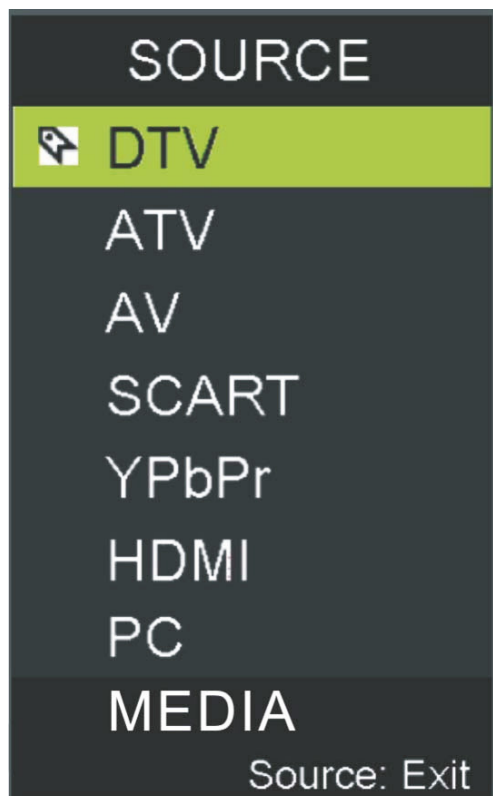 SOURCE
DTV
ATV
AV
SCART
YPbPr
HDMI
PC
MEDIA
Source: Exit